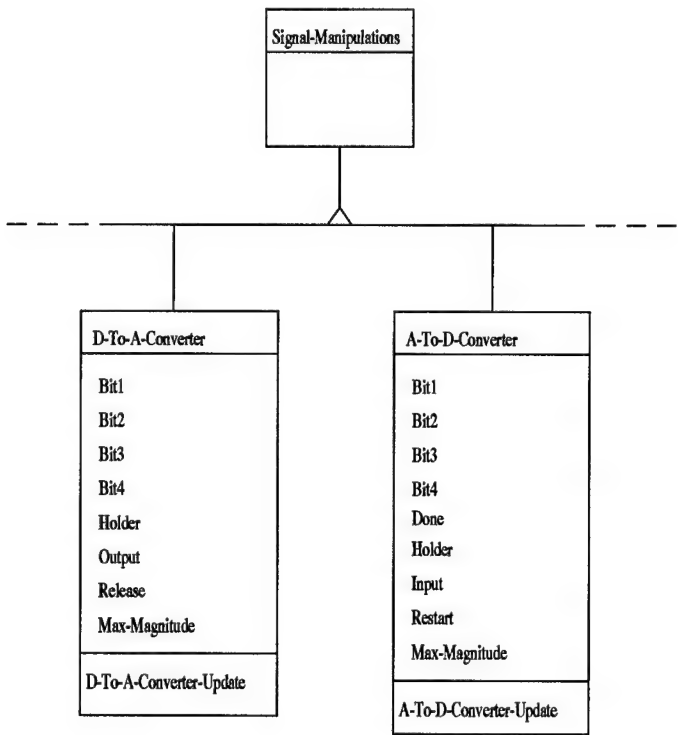 Signal-Manipulations
D-To-A-Converter
Bit1
Bit2
Bit3
Bit4
Holder
Output
Release
Max-Magnitude
D-To-A-Converter-Update
A-To-D-Converter
Bit1
Bit2
Bit3
Bit4
Done
Holder
Input
Restart
Max-Magnitude
A-To-D-Converter-Update